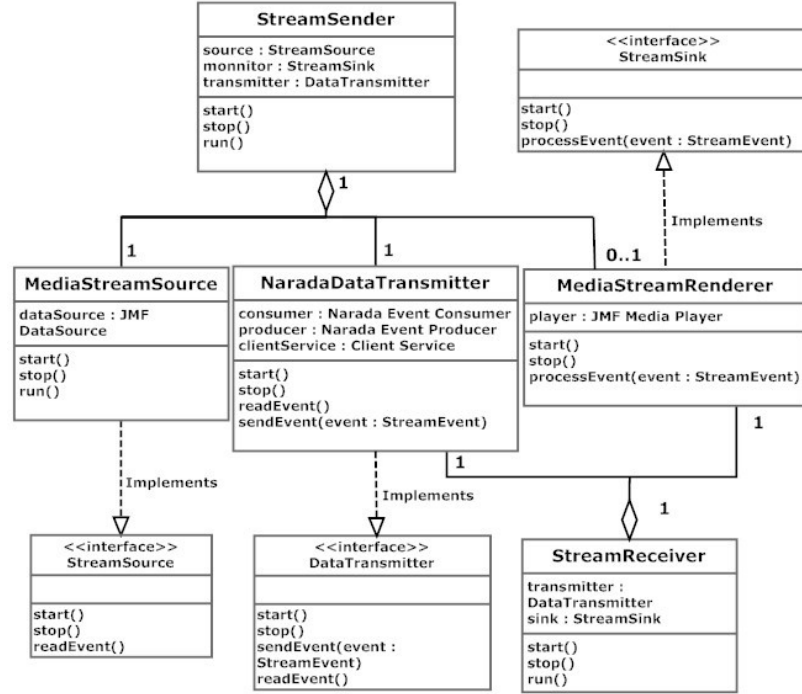 StreamSender
source : StreamSource
monnitor : StreamSink
transmitter : DataTransmitter
start()
stop()
run()
<<interface>>
StreamSink
start()
stop()
processEvent(event : StreamEvent)
1
Implements
1
1
0..1
MediaStreamSource
dataSource : JMF
DataSource
start()
stop()
run()
NaradaDataTransmitter
consumer : Narada Event Consumer
producer : Narada Event Producer
clientService : Client Service
start()
stop()
readEvent()
sendEvent(event : StreamEvent)
MediaStreamRenderer
player : JMF Media Player
start()
stop()
processEvent(event : StreamEvent)
1
1
Implements
Implements
1
<<interface>>
StreamSource
start()
stop()
readEvent()
<<interface>>
DataTransmitter
start()
stop()
sendEvent(event :
StreamEvent)
readEvent()
StreamReceiver
transmitter :
DataTransmitter
sink : StreamSink
start()
stop()
run()